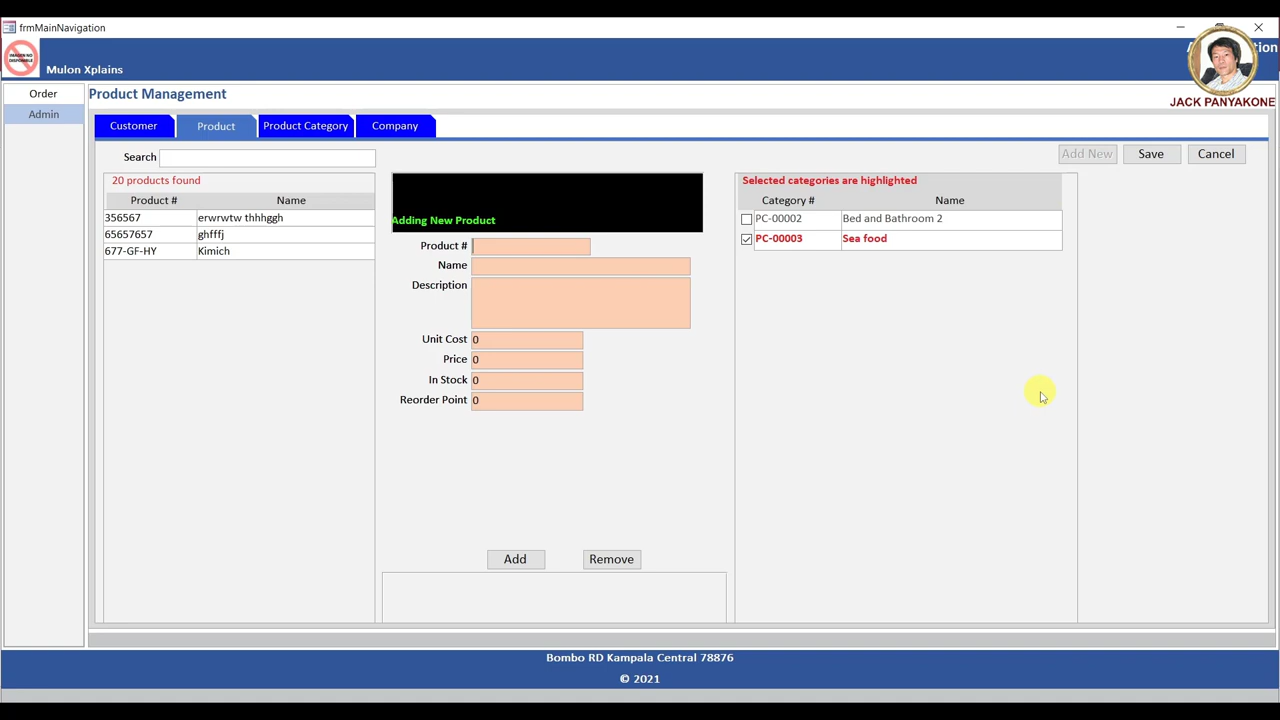 frmMainNavigation
IMAGEN NO
DISPONIBLE
Mulon Xplains
JACK PANYAKONE
Order
Admin
Product Management
Customer
Product
Product Category
Company
Search
Add New
Save
Cancel
20 products found
Product #
Name
356567
erwrwtw thhhggh
65657657
ghfffj
677-GF-HY
Kimich
Adding New Product
Product #
Name
Description
Unit Cost
0
Price
0
In Stock
0
Reorder Point
0
Add
Remove
Selected categories are highlighted
Category #
Name
PC-00002
Bed and Bathroom 2
PC-00003
Sea food
Bombo RD Kampala Central 78876
© 2021